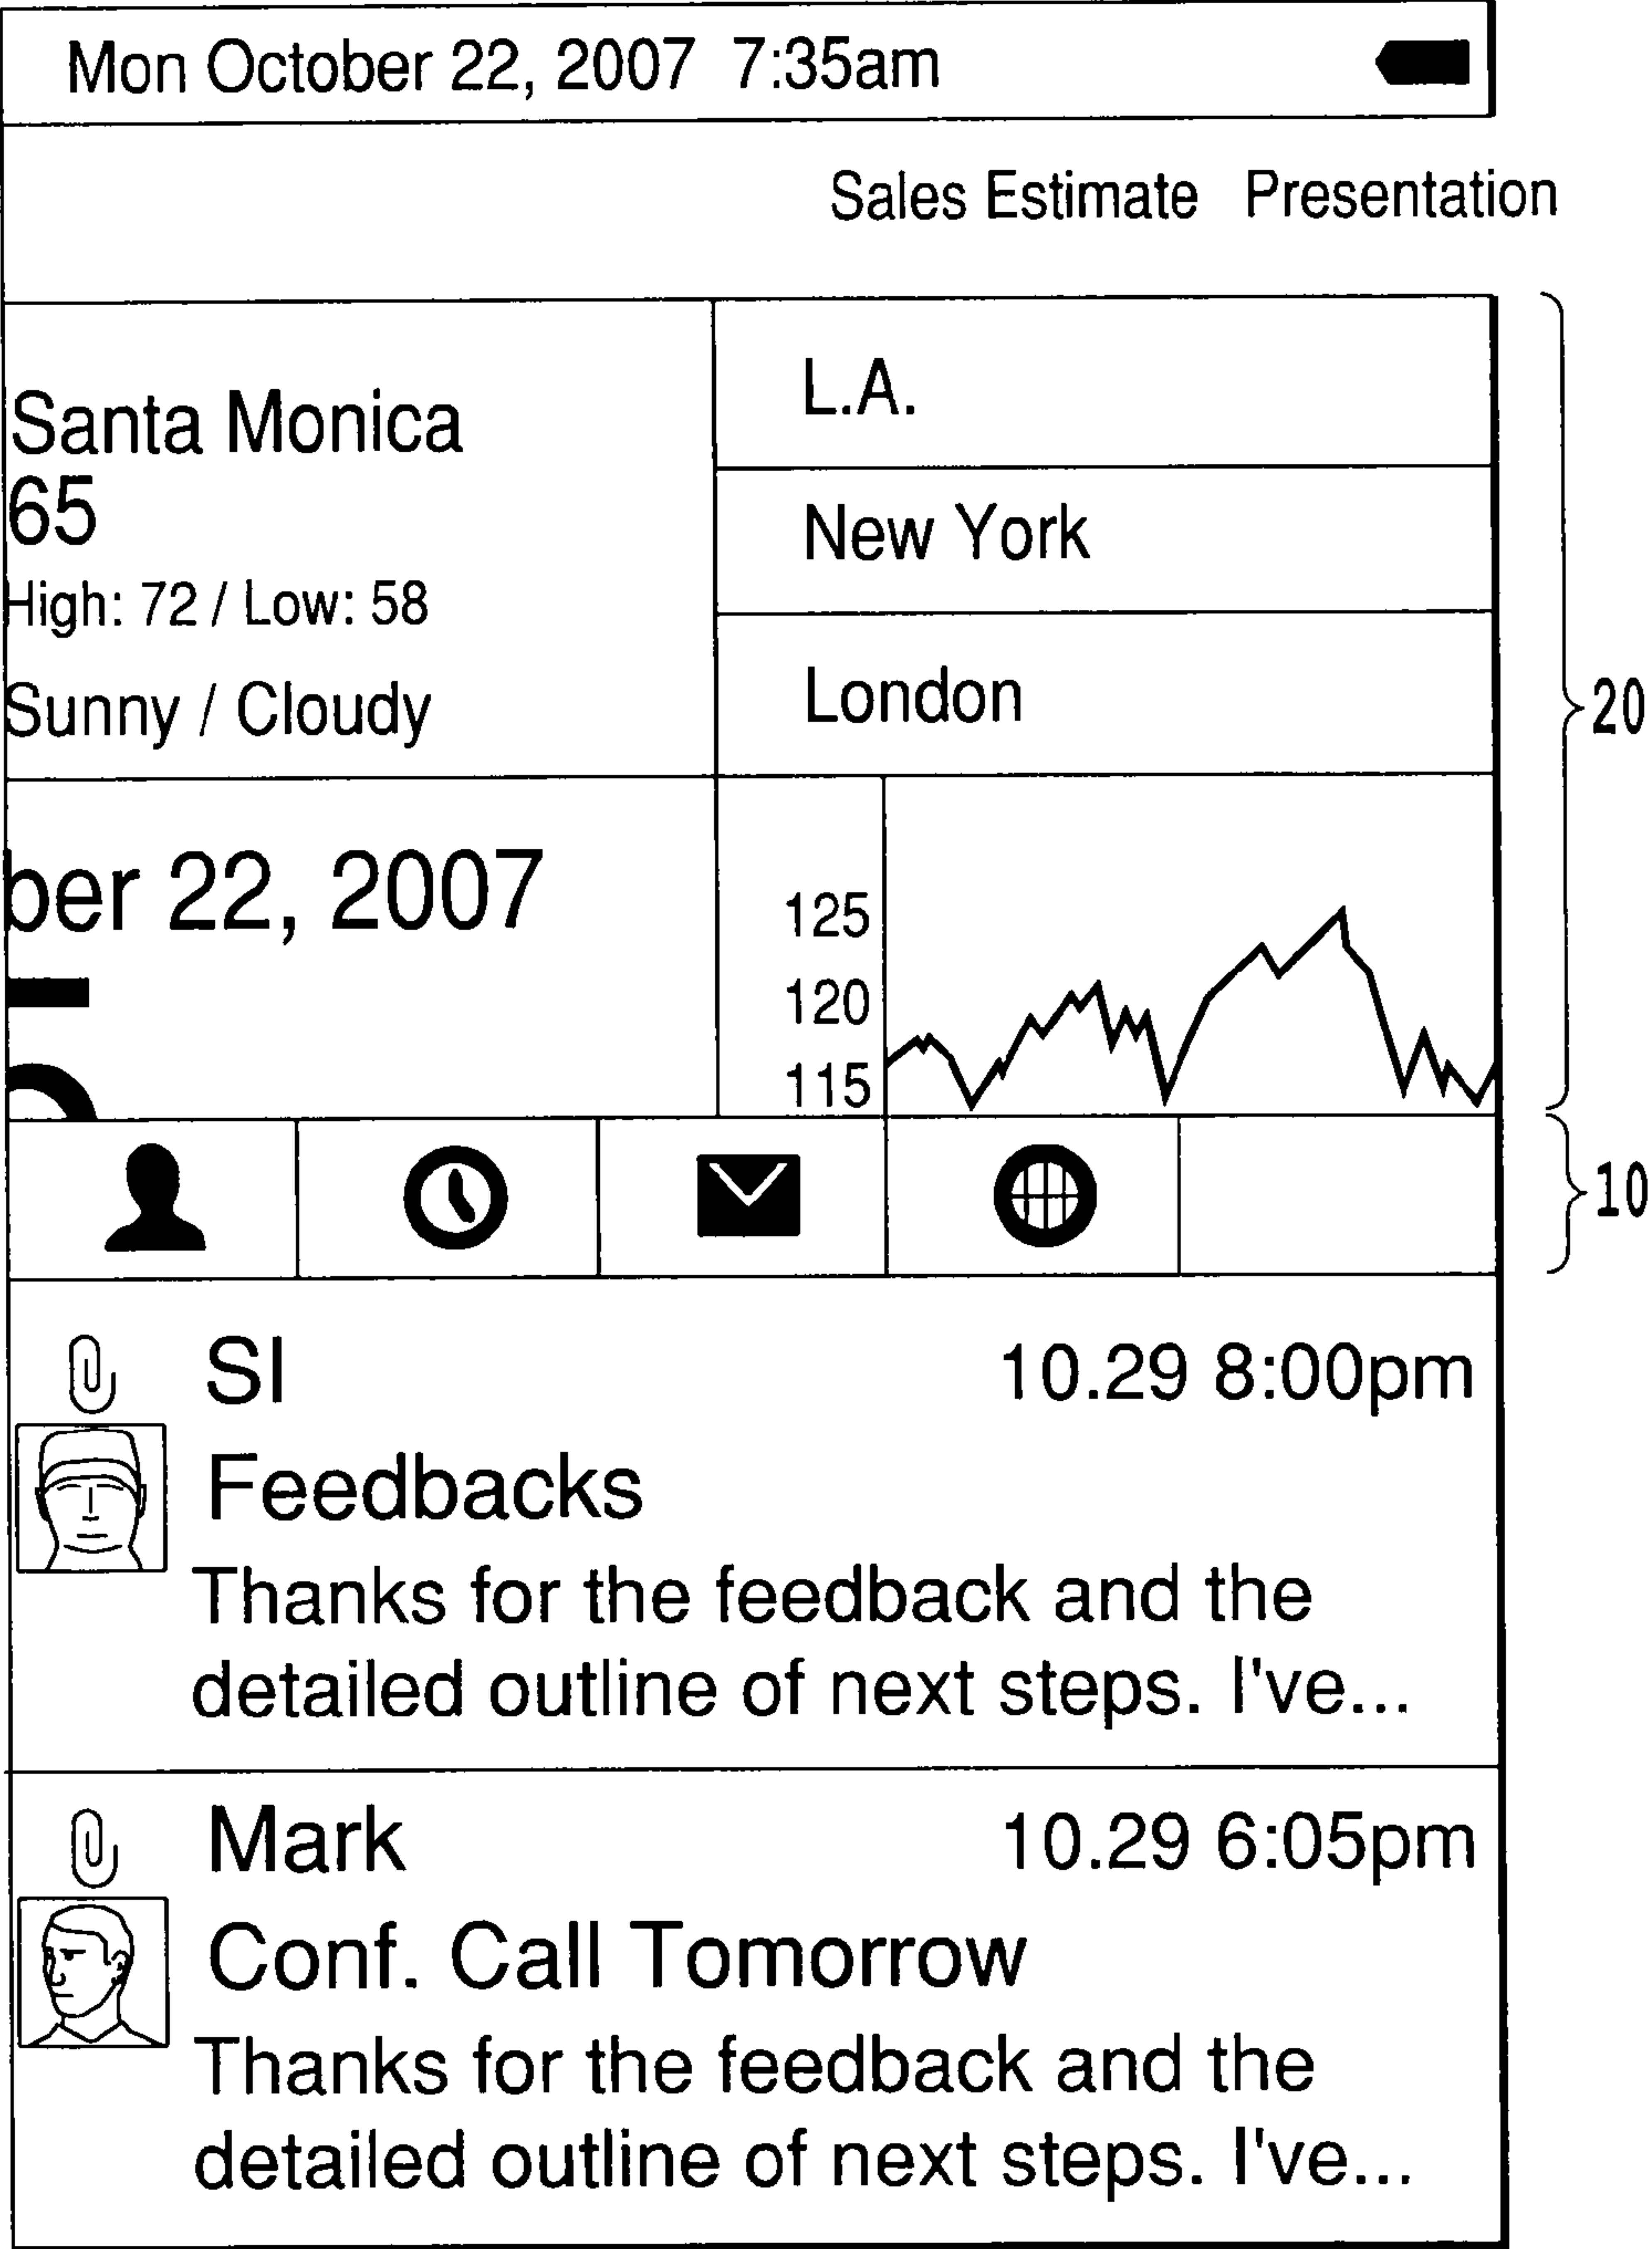 Mon October 22, 2007 7:35am
Sales Estimate Presentation
Santa Monica
65
High: 72 / Low: 58
Sunny / Cloudy
L.A.
New York
London
20
ber 22, 2007
125
120
115
10
SI 10.29 8:00pm
Feedbacks
Thanks for the feedback and the
detailed outline of next steps. I've...
Mark 10.29 6:05pm
Conf. Call Tomorrow
Thanks for the feedback and the
detailed outline of next steps. I've...